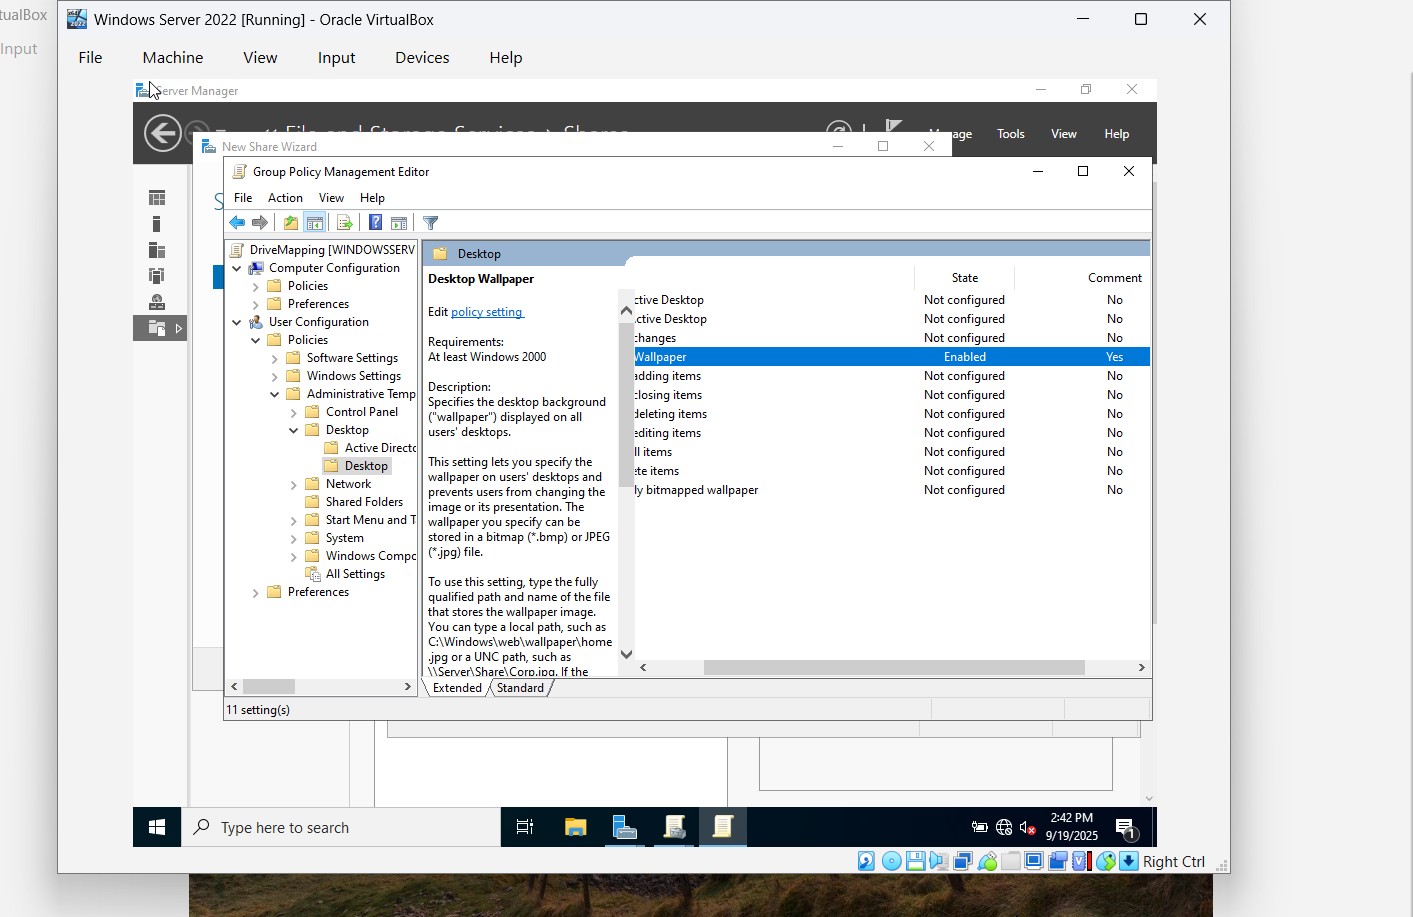 tualBox
Input
Windows Server 2022 [Running] - Oracle VirtualBox
File Machine View Input Devices Help
Server Manager
File and Storage Services
Shares
Manage Tools View Help
New Share Wizard
Group Policy Management Editor
File Action View Help
DriveMapping [WINDOWSSERV
Computer Configuration
Policies
Preferences
User Configuration
Policies
Software Settings
Windows Settings
Administrative Temp
Control Panel
Desktop
Active Directo
Desktop
Network
Shared Folders
Start Menu and T
System
Windows Compo
All Settings
Preferences
Desktop
Desktop Wallpaper
Edit policy setting
Requirements:
At least Windows 2000
Description:
Specifies the desktop background
("wallpaper") displayed on all
users' desktops.
This setting lets you specify the
wallpaper on users' desktops and
prevents users from changing the
image or its presentation. The
wallpaper you specify can be
stored in a bitmap (*.bmp) or JPEG
(*.jpg) file.
To use this setting, type the fully
qualified path and name of the file
that stores the wallpaper image.
You can type a local path, such as
C:\Windows\web\wallpaper\home
.jpg or a UNC path, such as
\\Server\Share\Corp.jpg. If the
State Comment
ctive Desktop Not configured No
Active Desktop Not configured No
changes Not configured No
Wallpaper Enabled Yes
adding items Not configured No
closing items Not configured No
deleting items Not configured No
editing items Not configured No
ll items Not configured No
ete items Not configured No
ly bitmapped wallpaper Not configured No
Extended Standard
11 setting(s)
Type here to search
2:42 PM
9/19/2025
1
Right Ctrl